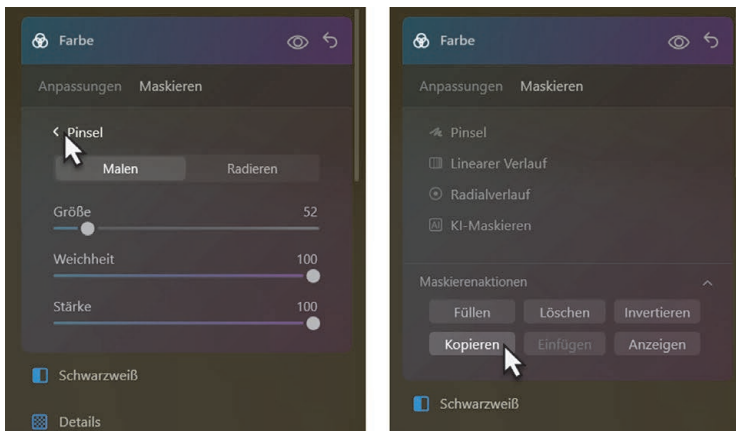 Farbe
Anpassungen Maskieren
Pinsel
Malen Radieren
Größe 52
Weichheit 100
Stärke 100
Schwarzweiß
Details
Farbe
Anpassungen Maskieren
Pinsel
Linearer Verlauf
Radialverlauf
AI KI-Maskieren
Maskierenaktionen
Füllen Löschen Invertieren
Kopieren Einfügen Anzeigen
Schwarzweiß